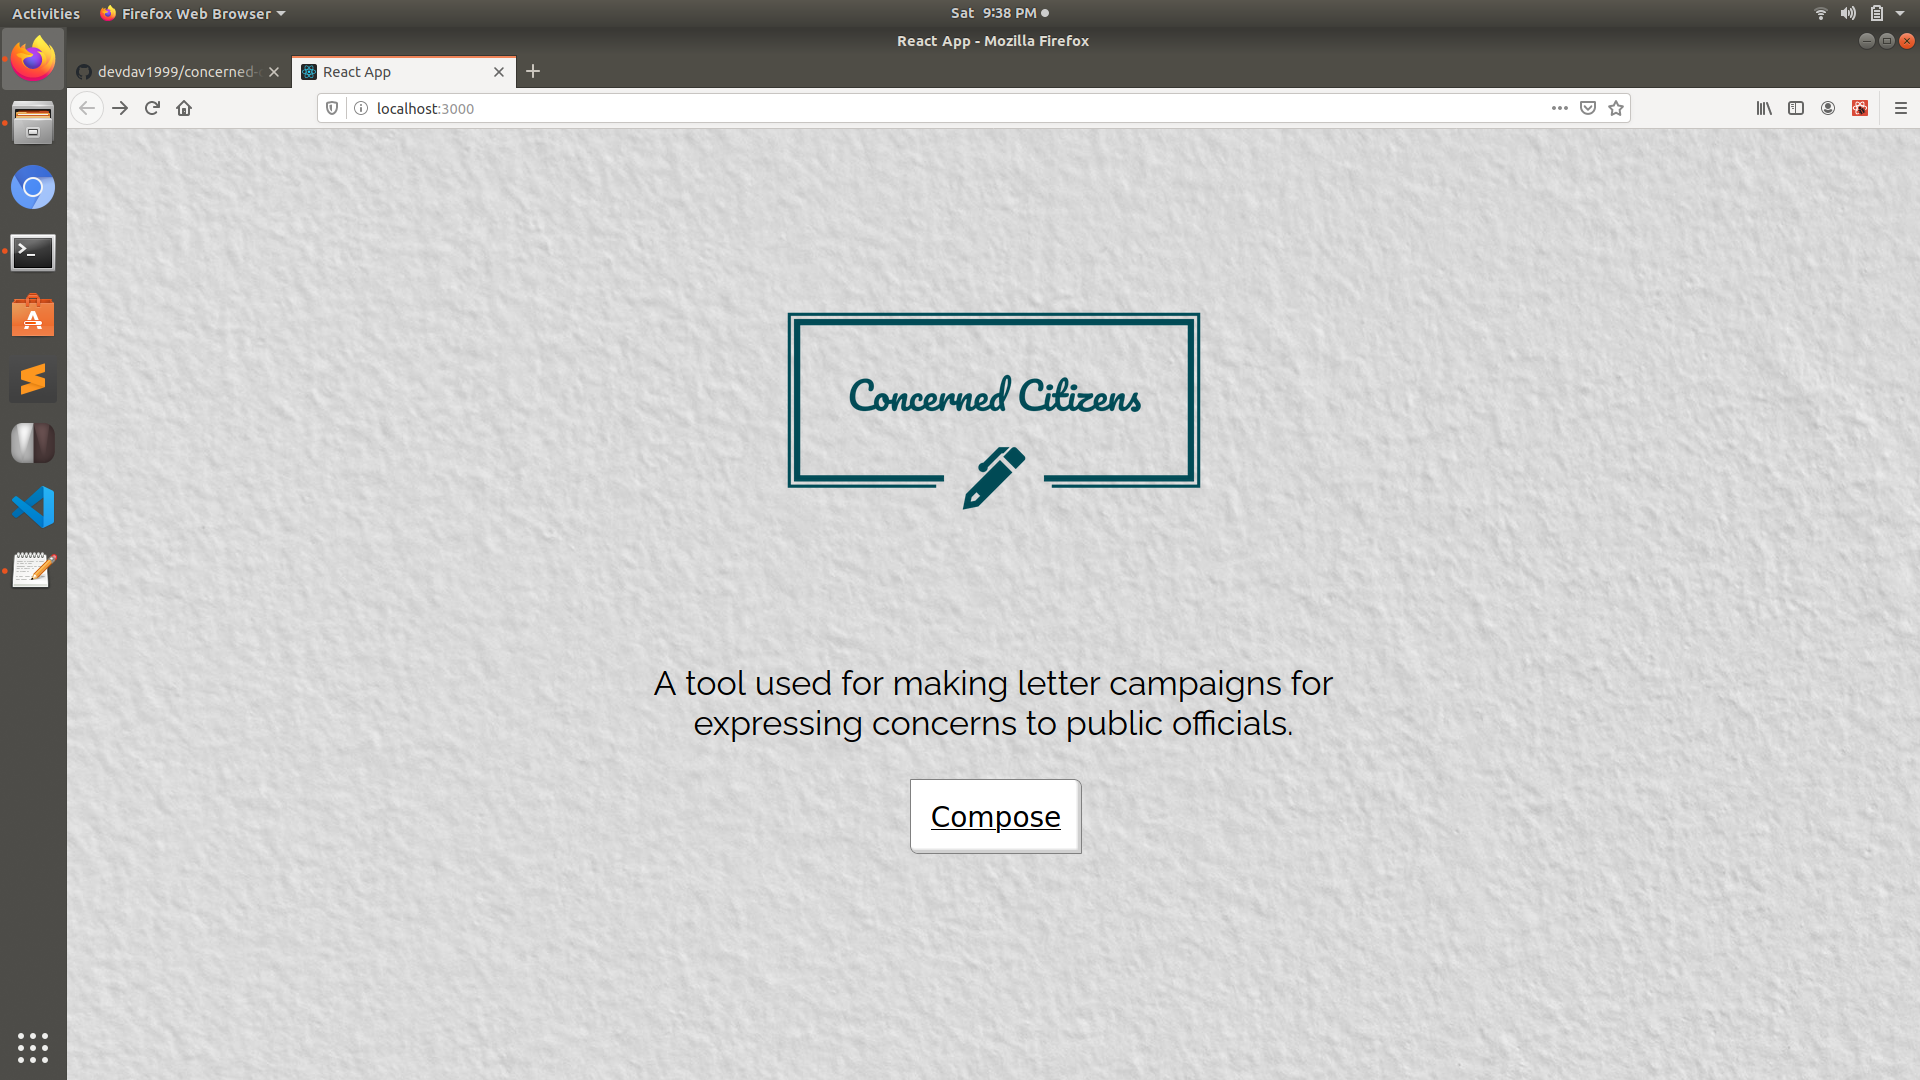 Activities Firefox Web Browser Sat 9:38 PM
React App - Mozilla Firefox
devdav1999/concerned- React App
localhost:3000
Concerned Citizens
A tool used for making letter campaigns for
expressing concerns to public officials.
Compose